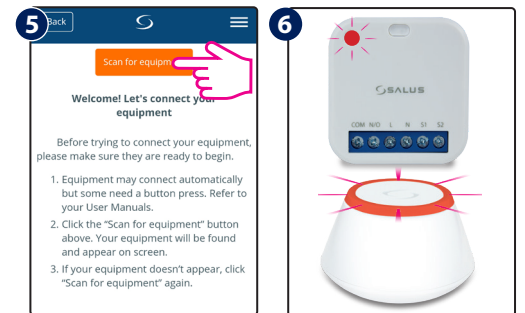 5
Back
Scan for equipm
Welcome! Let's connect your
equipment
Before trying to connect your equipment,
please make sure they are ready to begin.
1. Equipment may connect automatically
but some need a button press. Refer to
your User Manuals.
2. Click the “Scan for equipment” button
above. Your equipment will be found
and appear on screen.
3. If your equipment doesn’t appear, click
“Scan for equipment” again.
6
SALUS
COM N/O L N S1 S2